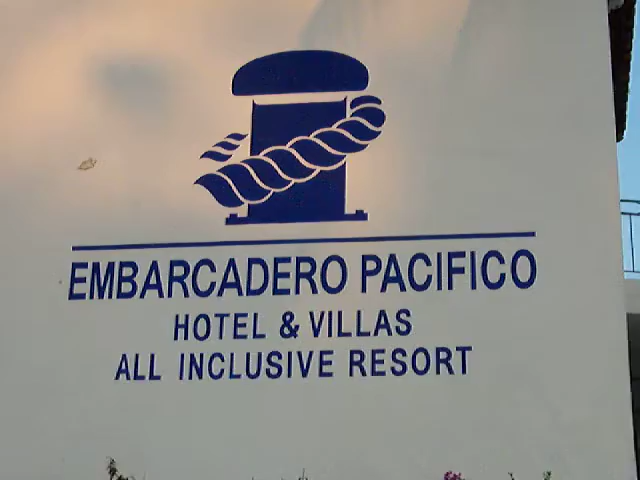 EMBARCADERO PACIFICO
HOTEL & VILLAS
ALL INCLUSIVE RESORT